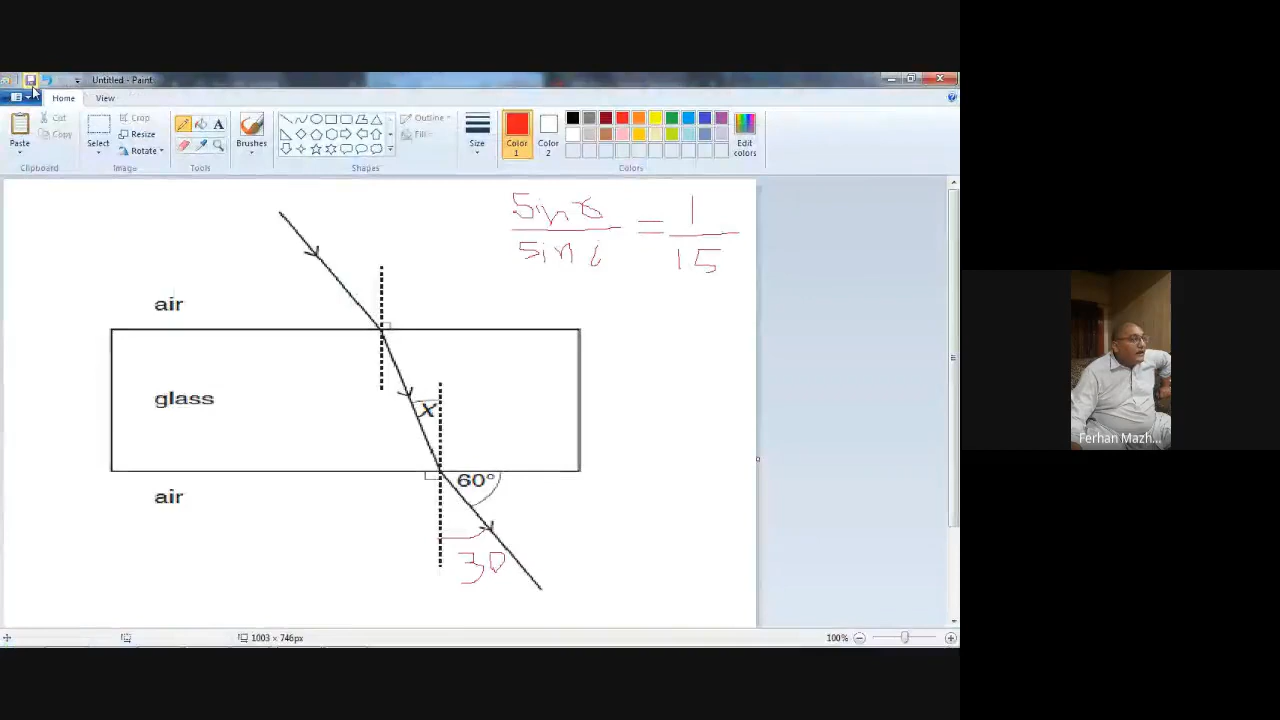 Untitled - Paint
Home View
Paste
Cut
Copy
Clipboard
Select
Crop
Resize
Rotate
Image
Tools
Brushes
Outline
Fill
Shapes
Size
Color 1
Color 2
Edit colors
Colors
Sin r
Sin i
=
1
15
air
glass
x
60°
air
30
1003 × 746px
100%
Ferhan Mazh...